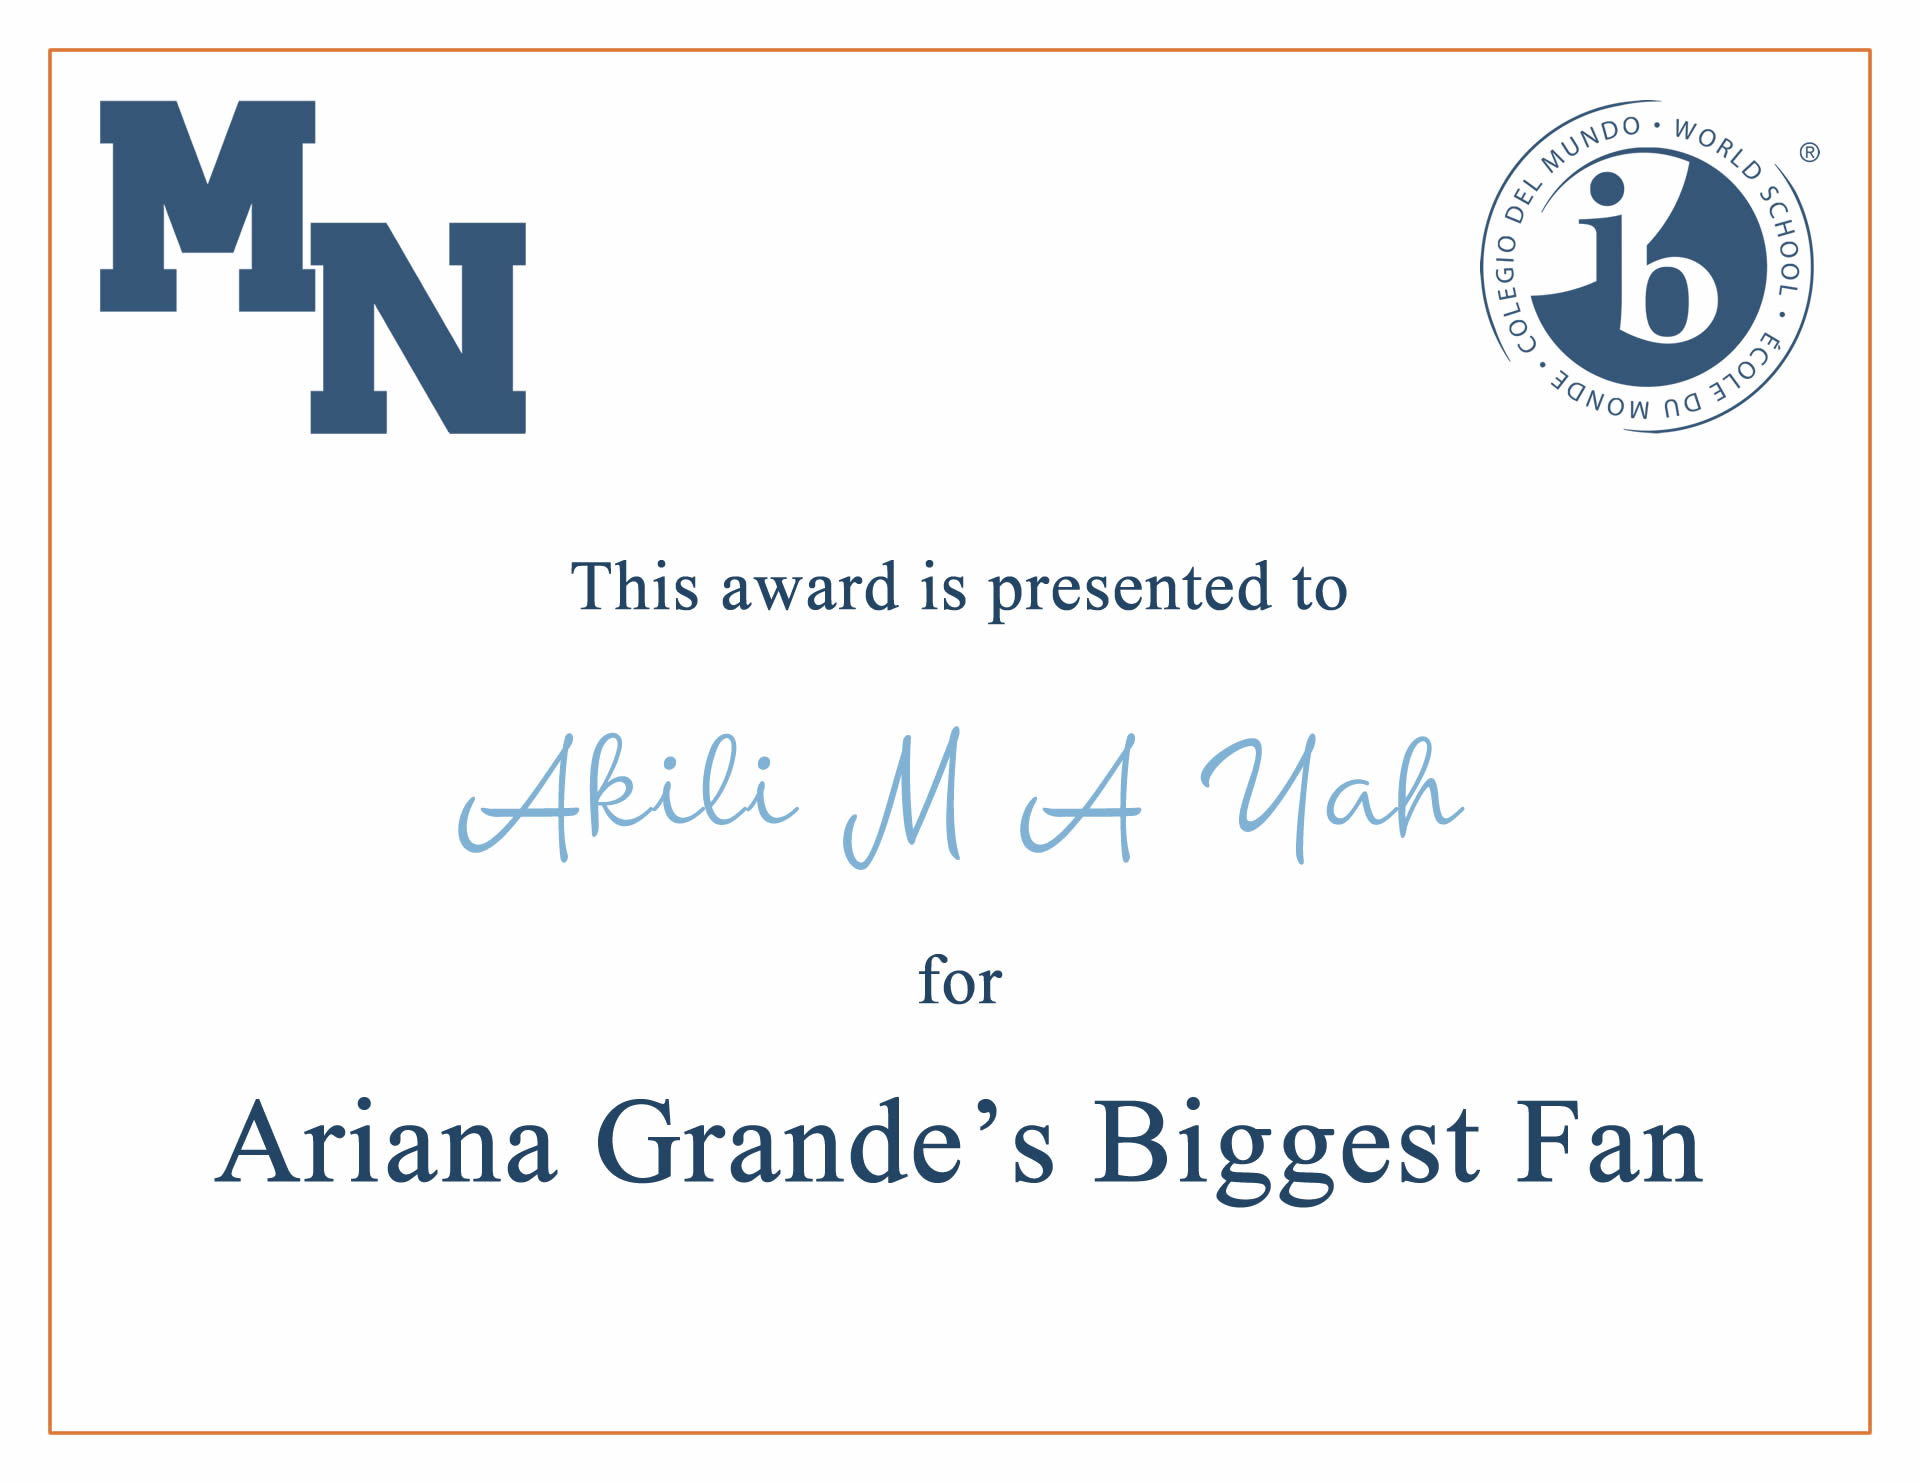 MN
COLEGIO DEL MUNDO • WORLD SCHOOL • ÉCOLE DU MONDE •
ib
®
This award is presented to
Akili M A Yah
for
Ariana Grande’s Biggest Fan